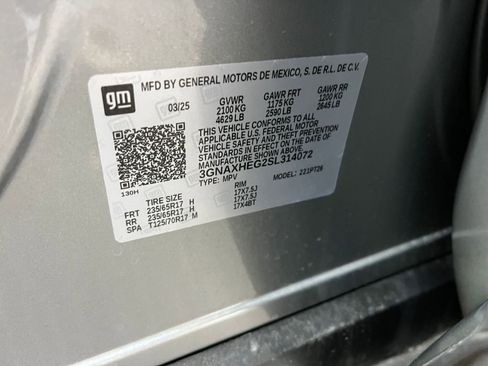 gm
MFD BY GENERAL MOTORS DE MEXICO, S. DE R.L. DE C.V.
03/25 GVWR GAWR FRT GAWR RR
2100 KG 1175 KG 1200 KG
4629 LB 2590 LB 2645 LB
THIS VEHICLE CONFORMS TO ALL
APPLICABLE U.S. FEDERAL MOTOR
VEHICLE SAFETY AND THEFT PREVENTION
STANDARDS IN EFFECT ON THE DATE OF
MANUFACTURE SHOWN ABOVE.
3GNAXHEG2SL314072
TYPE: MPV MODEL: 221PT26
130H
TIRE SIZE RIM
FRT 235/65R17 H 17X7.5J
RR 235/65R17 H 17X7.5J
SPA T125/70R17 M 17X4BT